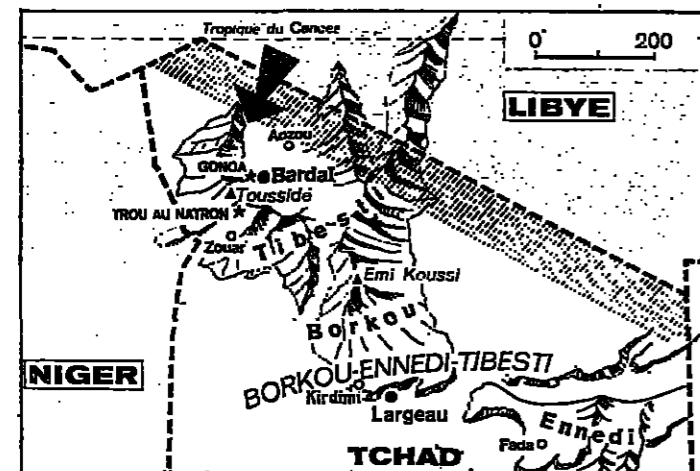 Tropique du Cancer
0 200
LIBYE
Aozou
GONOA
Bardaï
Toussidé
TROU AU NATRON
Zouar
Tibesti
Emi Koussi
Borkou
NIGER
BORKOU-ENNEDI-TIBESTI
Kirdimi
Largeau
Ennedi
Fada
TCHAD